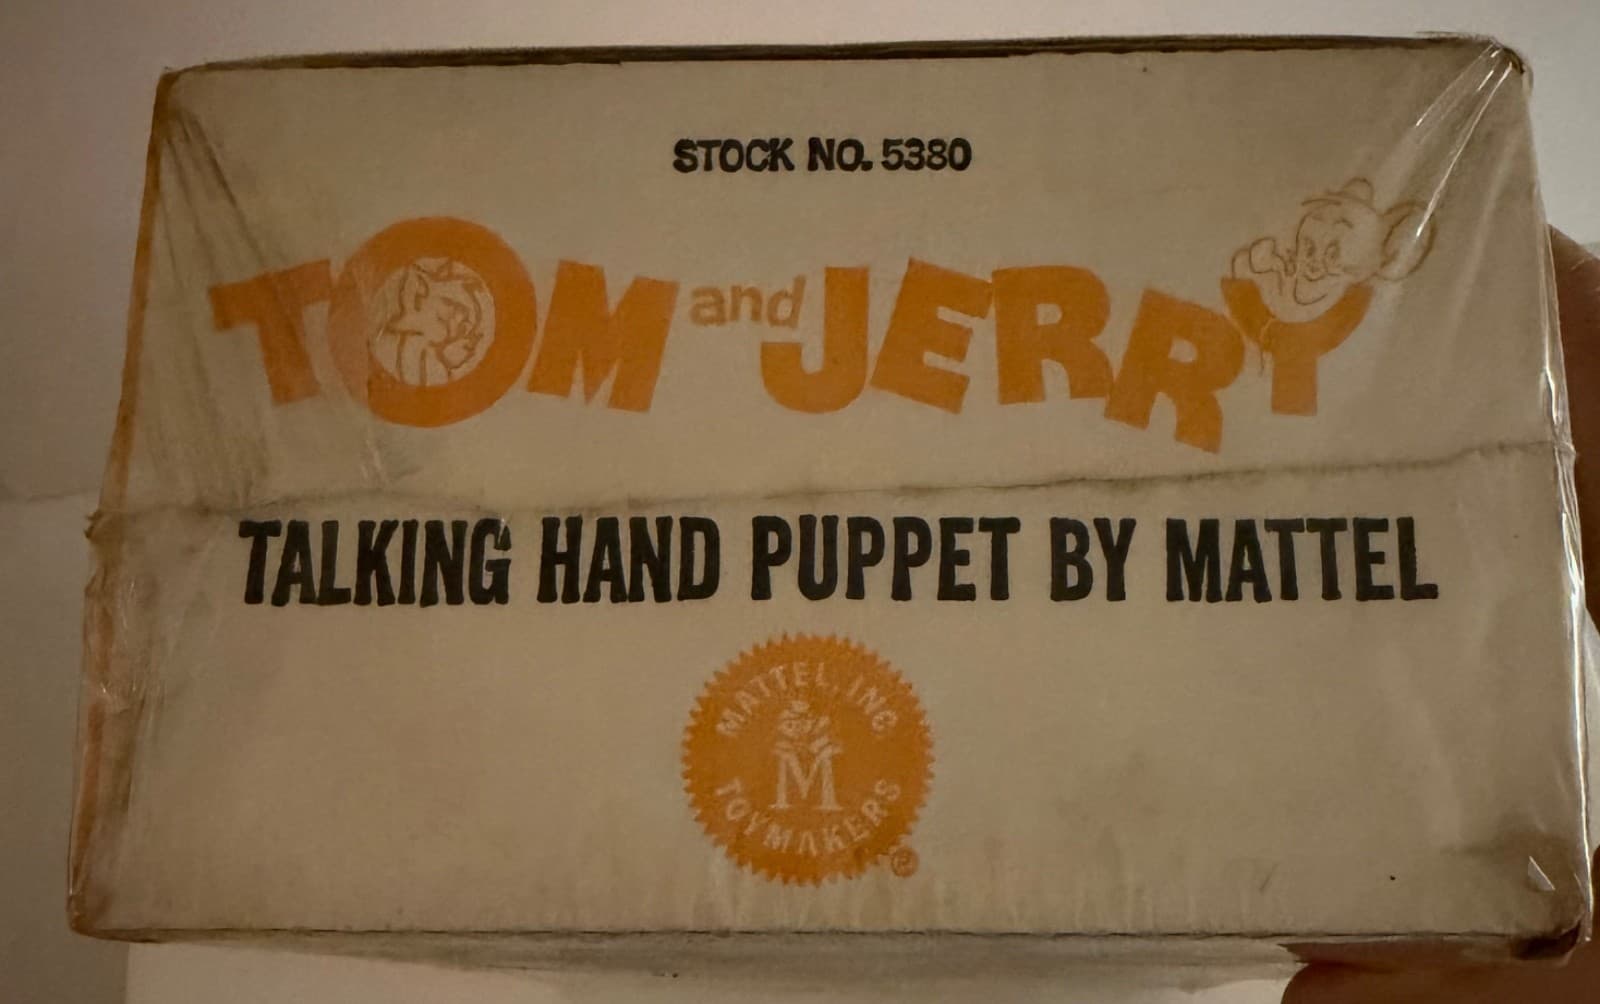 STOCK NO. 5380
TOM and JERRY
TALKING HAND PUPPET BY MATTEL
MATTEL, INC.
M
TOYMAKERS
®